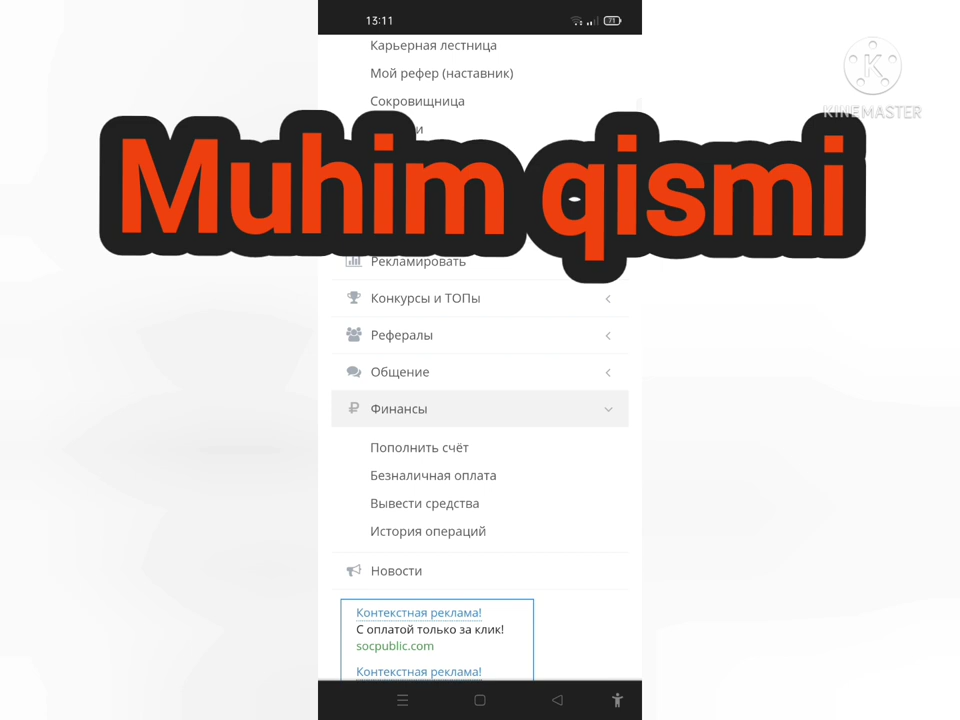 13:11
71
Карьерная лестница
Мой рефер (наставник)
Сокровищница
KINEMASTER
Muhim qismi
Рекламировать
Конкурсы и ТОПы
Рефералы
Общение
Финансы
Пополнить счёт
Безналичная оплата
Вывести средства
История операций
Новости
Контекстная реклама!
С оплатой только за клик!
socpublic.com
Контекстная реклама!